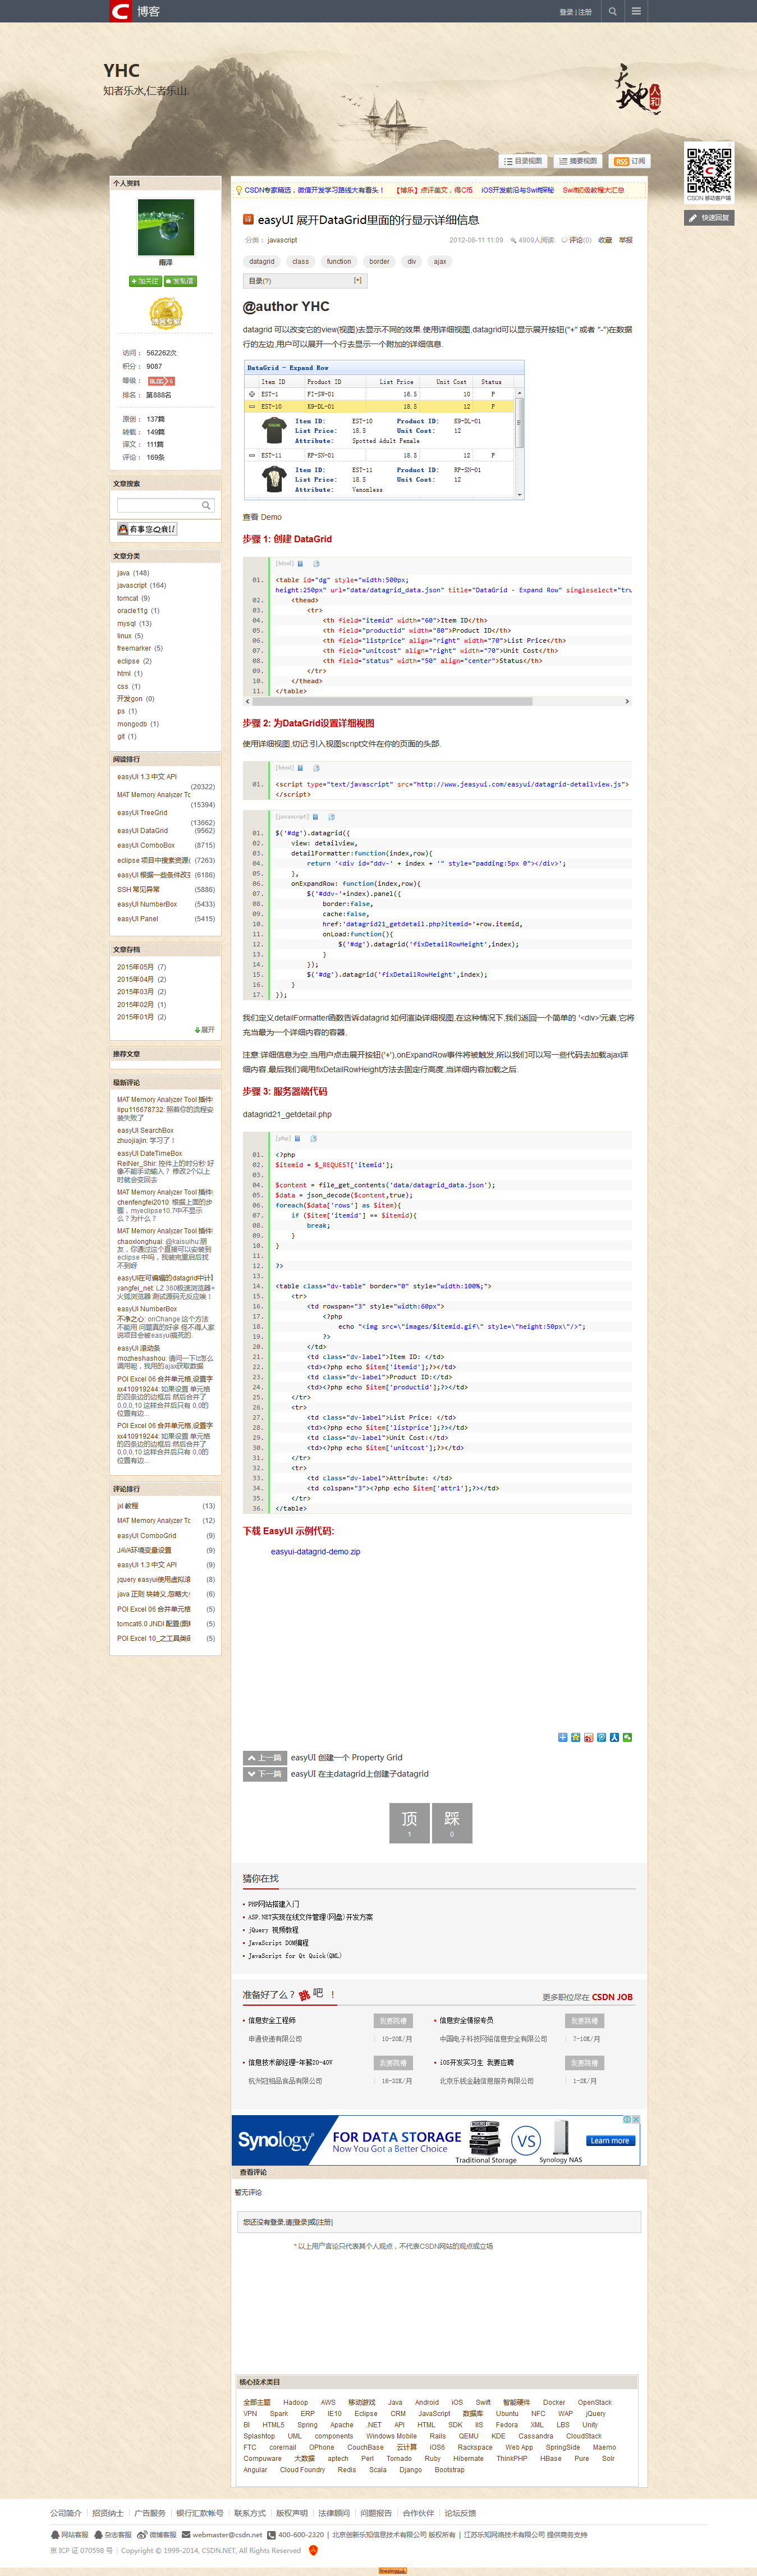 博客
登录 | 注册
YHC
知者乐水,仁者乐山.
目录视图
摘要视图
RSS 订阅
CSDN 移动客户端
快速回复
个人资料
雨泽
加关注
发私信
访问： 562262次
积分： 9087
等级： BLOG 6
排名： 第888名
原创： 137篇
转载： 149篇
译文： 111篇
评论： 169条
文章搜索
有事您Q我!!
文章分类
java (148)
javascript (164)
tomcat (9)
oracle11g (1)
mysql (13)
linux (5)
freemarker (5)
eclipse (2)
html (1)
css (1)
开发gon (0)
ps (1)
mongodb (1)
git (1)
阅读排行
easyUI 1.3 中文 API
(20322)
MAT Memory Analyzer To
(15394)
easyUI TreeGrid
(13662)
easyUI DataGrid (9562)
easyUI ComboBox (8715)
eclipse 项目中搜索资源( (7263)
easyUI 根据一些条件改变 (6186)
SSH 常见异常 (5886)
easyUI NumberBox (5433)
easyUI Panel (5415)
文章存档
2015年05月 (7)
2015年04月 (2)
2015年03月 (2)
2015年02月 (1)
2015年01月 (2)
展开
推荐文章
最新评论
MAT Memory Analyzer Tool 插件
lipu116678732: 照着你的流程安装失败了
easyUI SearchBox
zhuojiajin: 学习了！
easyUI DateTimeBox
ReiNer_Shir: 控件上的时分秒 好像不能手动输入？ 修改2个以上时就会变回去
MAT Memory Analyzer Tool 插件
chenfengfei2010: 根据上面的步骤，myeclipse10.7中不显示么？为什么？
MAT Memory Analyzer Tool 插件
chaoxionghuai: @kaisuihu:朋友，你通过这个直接可以安装到eclipse 中吗，我装完重启后找不到好
easyUI在可编辑的datagrid中计算
yangfei_net: LZ 360极速浏览器+火狐浏览器 测试源码无反应唉！
easyUI NumberBox
不净之心: onChange 这个方法不能用 问题真的好多 怪不得人家说项目会被easyui搞死的.
easyUI 滚动条
mozheshashou: 请问一下lz怎么调用呢，我用的ajax获取数据
POI Excel 06 合并单元格,设置字
xx410919244: 如果设置 单元格的四条边的边框后 然后合并了0,0,0,10 这样合并后只有 0,0的位置有边...
POI Excel 06 合并单元格,设置字
xx410919244: 如果设置 单元格的四条边的边框后 然后合并了0,0,0,10 这样合并后只有 0,0的位置有边...
评论排行
jxl 教程 (13)
MAT Memory Analyzer To (12)
easyUI ComboGrid (9)
JAVA环境变量设置 (9)
easyUI 1.3 中文 API (9)
jquery easyui使用虚拟滚 (8)
java 正则 块转义,忽略大小 (6)
POI Excel 06 合并单元格 (5)
tomcat6.0 JNDI 配置(图解 (5)
POI Excel 10_之工具类的 (5)
CSDN专家精选，微信开发学习路线大有看头！ 【博乐】点评美文，得C币 iOS开发前沿与Swift探秘 Swift初级教程大汇总
译 easyUI 展开DataGrid里面的行显示详细信息
分类： javascript
2012-08-11 11:09 4909人阅读 评论(0) 收藏 举报
datagrid class function border div ajax
目录(?) [+]
@author YHC
datagrid 可以改变它的view(视图)去显示不同的效果.使用详细视图,datagrid可以显示展开按钮("+" 或者 "-")在数据行的左边,用户可以展开一个行去显示一个附加的详细信息.
DataGrid - Expand Row
Item ID Product ID List Price Unit Cost Status
EST-1 FI-SW-01 16.5 10 P
EST-10 K9-DL-01 18.5 12 P
Item ID: EST-10 Product ID: K9-DL-01
List Price: 18.5 Unit Cost: 12
Attribute: Spotted Adult Female
EST-11 RP-SN-01 18.5 12 P
Item ID: EST-11 Product ID: RP-SN-01
List Price: 18.5 Unit Cost: 12
Attribute: Venomless
查看 Demo
步骤 1: 创建 DataGrid
[html]
01. <table id="dg" style="width:500px;
height:250px" url="data/datagrid_data.json" title="DataGrid - Expand Row" singleselect="tru
02. <thead>
03. <tr>
04. <th field="itemid" width="60">Item ID</th>
05. <th field="productid" width="80">Product ID</th>
06. <th field="listprice" align="right" width="70">List Price</th>
07. <th field="unitcost" align="right" width="70">Unit Cost</th>
08. <th field="status" width="50" align="center">Status</th>
09. </tr>
10. </thead>
11. </table>
步骤 2: 为DataGrid设置详细视图
使用详细视图,切记 引入视图script文件在你的页面的头部.
[html]
01. <script type="text/javascript" src="http://www.jeasyui.com/easyui/datagrid-detailview.js">
</script>
[javascript]
01. $('#dg').datagrid({
02. view: detailview,
03. detailFormatter:function(index,row){
04. return '<div id="ddv-' + index + '" style="padding:5px 0"></div>';
05. },
06. onExpandRow: function(index,row){
07. $('#ddv-'+index).panel({
08. border:false,
09. cache:false,
10. href:'datagrid21_getdetail.php?itemid='+row.itemid,
11. onLoad:function(){
12. $('#dg').datagrid('fixDetailRowHeight',index);
13. }
14. });
15. $('#dg').datagrid('fixDetailRowHeight',index);
16. }
17. });
我们定义detailFormatter函数告诉datagrid 如何渲染详细视图,在这种情况下,我们返回一个简单的 '<div>'元素,它将充当最为一个详细内容的容器.
注意:详细信息为空,当用户点击展开按钮('+'),onExpandRow事件将被触发,所以我们可以写一些代码去加载ajax详细内容,最后我们调用fixDetailRowHeight方法去固定行高度,当详细内容加载之后.
步骤 3: 服务器端代码
datagrid21_getdetail.php
[php]
01. <?php
02. $itemid = $_REQUEST['itemid'];
03.
04. $content = file_get_contents('data/datagrid_data.json');
05. $data = json_decode($content,true);
06. foreach($data['rows'] as $item){
07. if ($item['itemid'] == $itemid){
08. break;
09. }
10. }
11.
12. ?>
13.
14. <table class="dv-table" border="0" style="width:100%;">
15. <tr>
16. <td rowspan="3" style="width:60px">
17. <?php
18. echo "<img src=\"images/$itemid.gif\" style=\"height:50px\"/>";
19. ?>
20. </td>
21. <td class="dv-label">Item ID: </td>
22. <td><?php echo $item['itemid'];?></td>
23. <td class="dv-label">Product ID:</td>
24. <td><?php echo $item['productid'];?></td>
25. </tr>
26. <tr>
27. <td class="dv-label">List Price: </td>
28. <td><?php echo $item['listprice'];?></td>
29. <td class="dv-label">Unit Cost:</td>
30. <td><?php echo $item['unitcost'];?></td>
31. </tr>
32. <tr>
33. <td class="dv-label">Attribute: </td>
34. <td colspan="3"><?php echo $item['attr1'];?></td>
35. </tr>
36. </table>
下载 EasyUI 示例代码:
easyui-datagrid-demo.zip
上一篇 easyUI 创建一个 Property Grid
下一篇 easyUI 在主datagrid上创建子datagrid
顶
1
踩
0
猜你在找
PHP网站搭建入门
ASP.NET实现在线文件管理(网盘)开发方案
jQuery 视频教程
JavaScript DOM编程
JavaScript for Qt Quick(QML)
准备好了么？ 跳 吧 ！
更多职位尽在 CSDN JOB
信息安全工程师 我要跳槽
申通快递有限公司 10-20K/月
信息安全情报专员 我要跳槽
中国电子科技网络信息安全有限公司 7-10K/月
信息技术部经理-年薪20-40W 我要跳槽
杭州冠铝品食品有限公司 16-32K/月
iOS开发实习生 我要应聘 我要跳槽
北京乐钱金融信息服务有限公司 1-2K/月
Synology
FOR DATA STORAGE
Now You Got a Better Choice
Traditional Storage
VS
Synology NAS
Learn more
查看评论
暂无评论
您还没有登录,请[登录]或[注册]
* 以上用户言论只代表其个人观点，不代表CSDN网站的观点或立场
核心技术类目
全部主题 Hadoop AWS 移动游戏 Java Android iOS Swift 智能硬件 Docker OpenStack
VPN Spark ERP IE10 Eclipse CRM JavaScript 数据库 Ubuntu NFC WAP jQuery
BI HTML5 Spring Apache .NET API HTML SDK IIS Fedora XML LBS Unity
Splashtop UML components Windows Mobile Rails QEMU KDE Cassandra CloudStack
FTC coremail OPhone CouchBase 云计算 iOS6 Rackspace Web App SpringSide Maemo
Compuware 大数据 aptech Perl Tornado Ruby Hibernate ThinkPHP HBase Pure Solr
Angular Cloud Foundry Redis Scala Django Bootstrap
公司简介 | 招贤纳士 | 广告服务 | 银行汇款帐号 | 联系方式 | 版权声明 | 法律顾问 | 问题报告 | 合作伙伴 | 论坛反馈
网站客服 杂志客服 微博客服 webmaster@csdn.net 400-600-2320 | 北京创新乐知信息技术有限公司 版权所有 | 江苏乐知网络技术有限公司 提供商务支持
京 ICP 证 070598 号 | Copyright © 1999-2014, CSDN.NET, All Rights Reserved